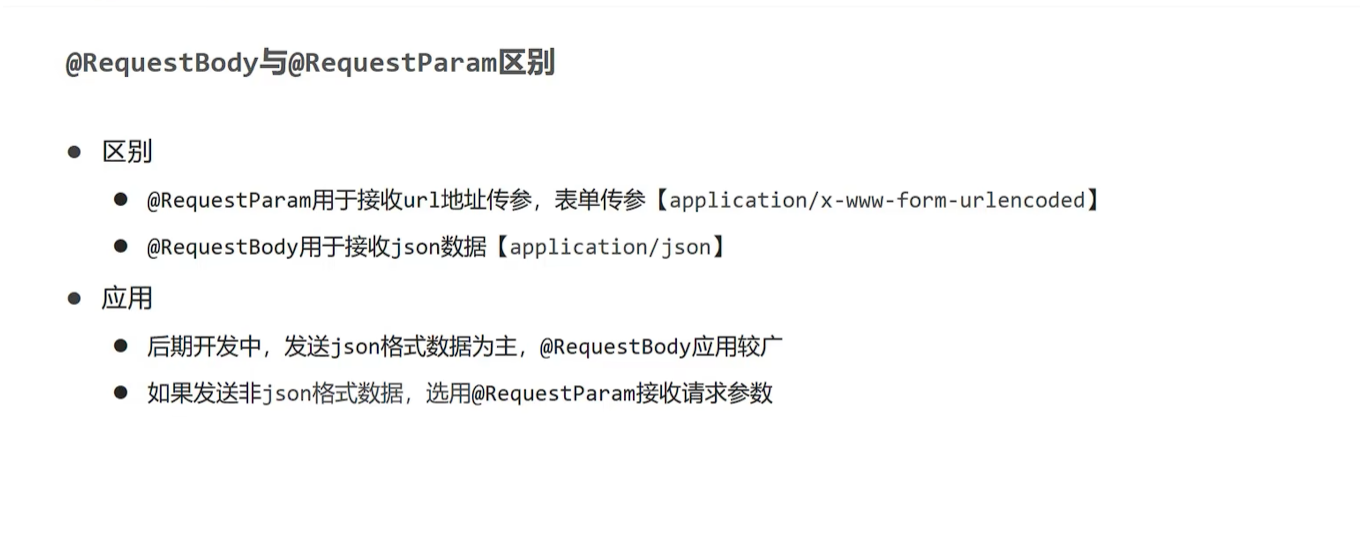 @RequestBody与@RequestParam区别
● 区别
● @RequestParam用于接收url地址传参，表单传参【application/x-www-form-urlencoded】
● @RequestBody用于接收json数据【application/json】
● 应用
● 后期开发中，发送json格式数据为主，@RequestBody应用较广
● 如果发送非json格式数据，选用@RequestParam接收请求参数